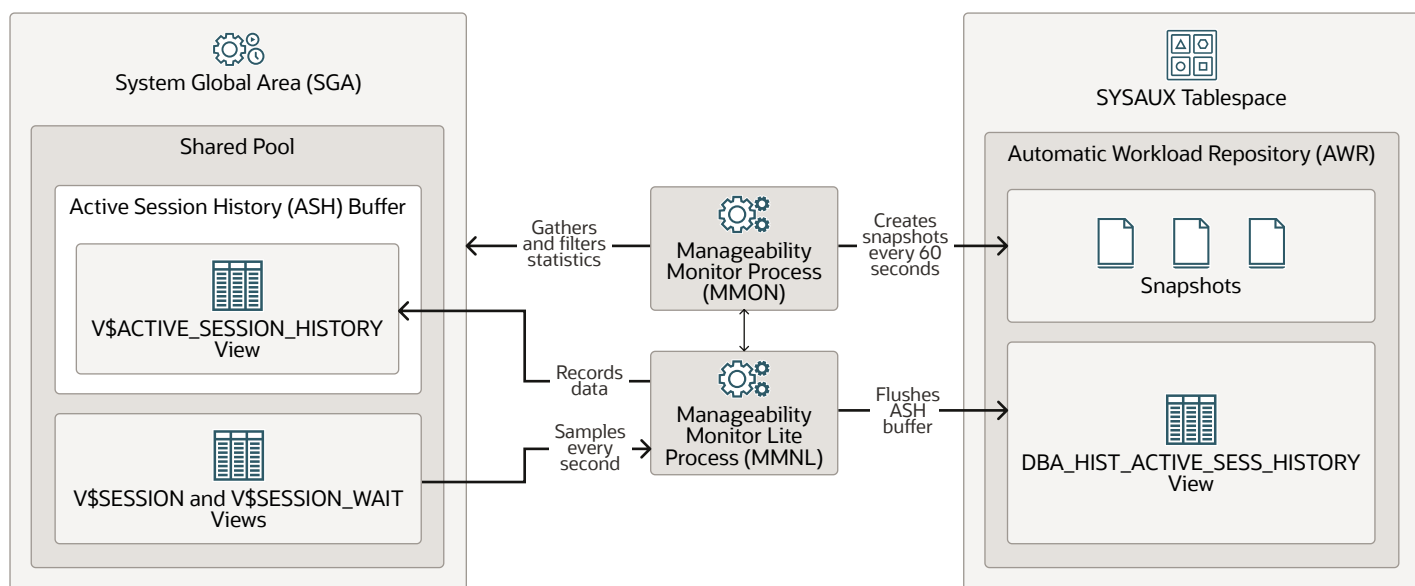 System Global Area (SGA)
Shared Pool
Active Session History (ASH) Buffer
V$ACTIVE_SESSION_HISTORY
View
V$SESSION and V$SESSION_WAIT
Views
Gathers
and filters
statistics
Records
data
Samples
every
second
Manageability
Monitor Process
(MMON)
Manageability
Monitor Lite
Process (MMNL)
Creates
snapshots
every 60
seconds
Flushes
ASH
buffer
SYSAUX Tablespace
Automatic Workload Repository (AWR)
Snapshots
DBA_HIST_ACTIVE_SESS_HISTORY
View